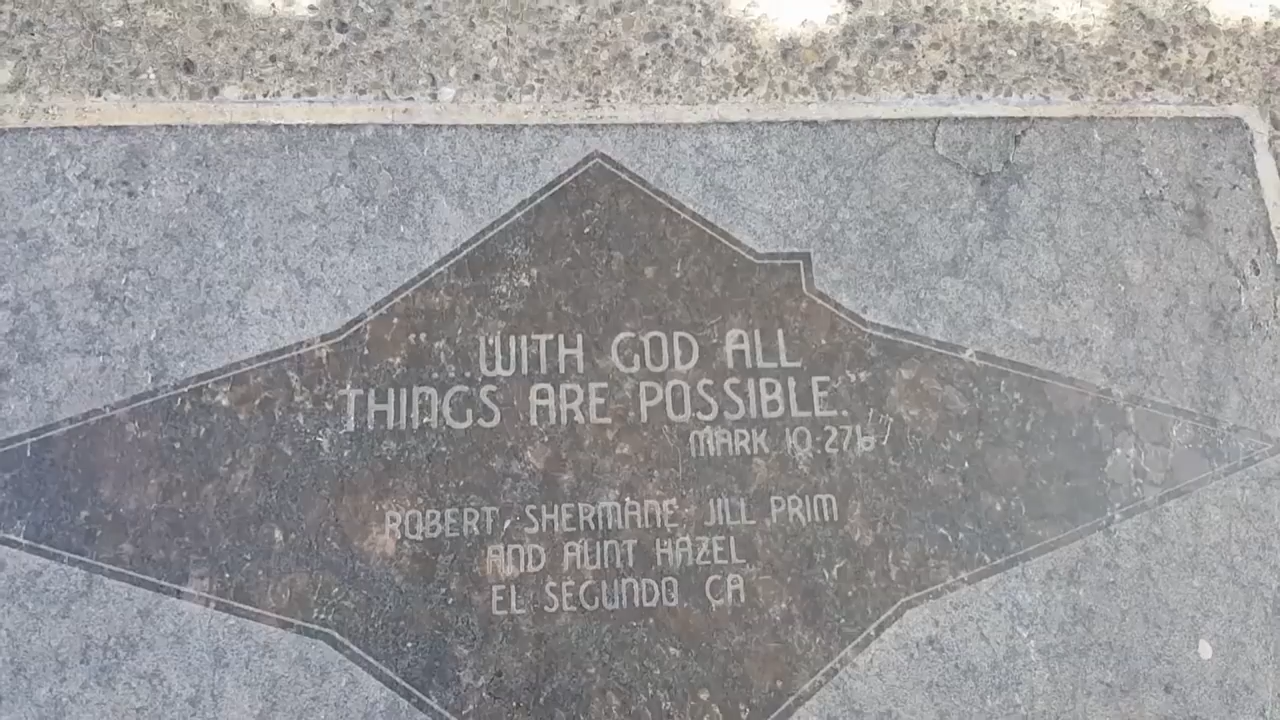 "...WITH GOD ALL
THINGS ARE POSSIBLE."
MARK 10:27b
ROBERT, SHERMANE JILL PRIM
AND AUNT HAZEL
EL SEGUNDO CA